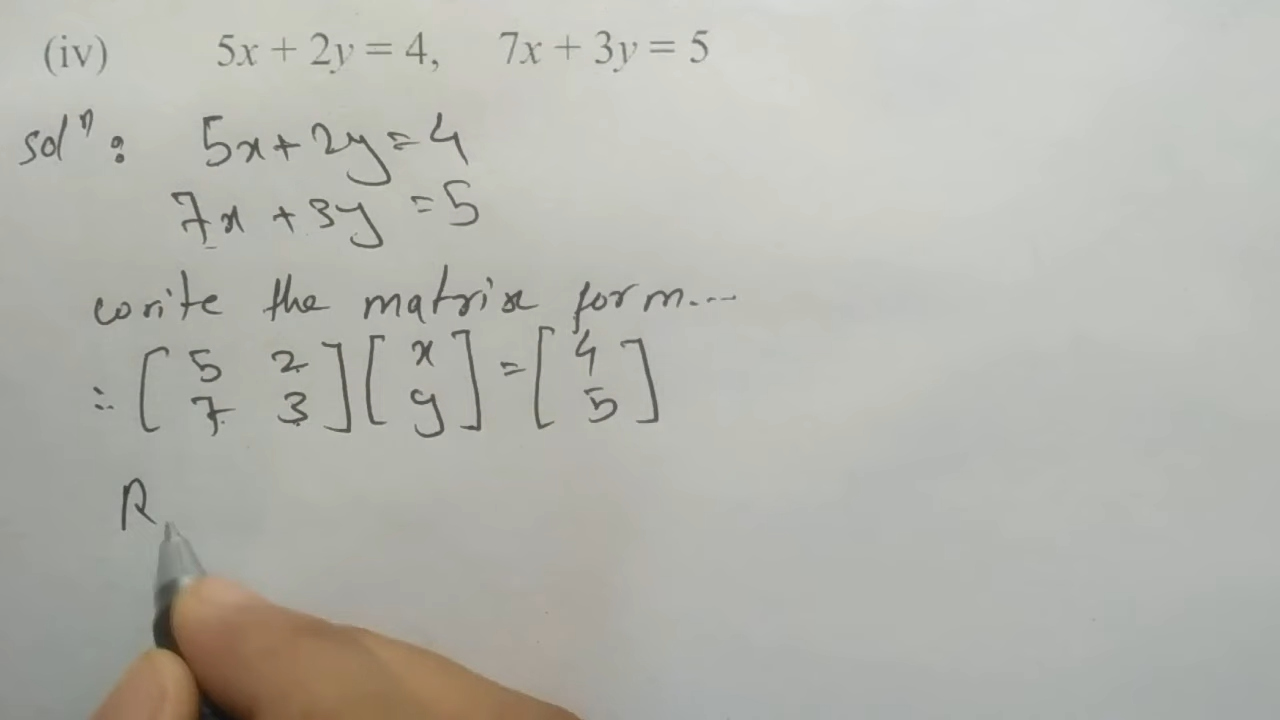 (iv) 5x + 2y = 4, 7x + 3y = 5
solⁿ : 5x + 2y = 4
7x + 3y = 5
write the matrix form...
∴ [ 5 2 ] [ x ] = [ 4 ]
[ 7 3 ] [ y ] [ 5 ]
R